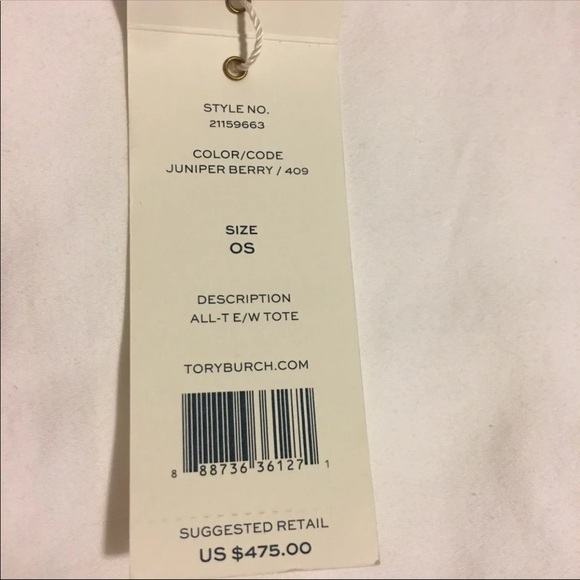 STYLE NO.
21159663
COLOR/CODE
JUNIPER BERRY / 409
SIZE
OS
DESCRIPTION
ALL-T E/W TOTE
TORYBURCH.COM
8 88736 36127 1
SUGGESTED RETAIL
US $475.00